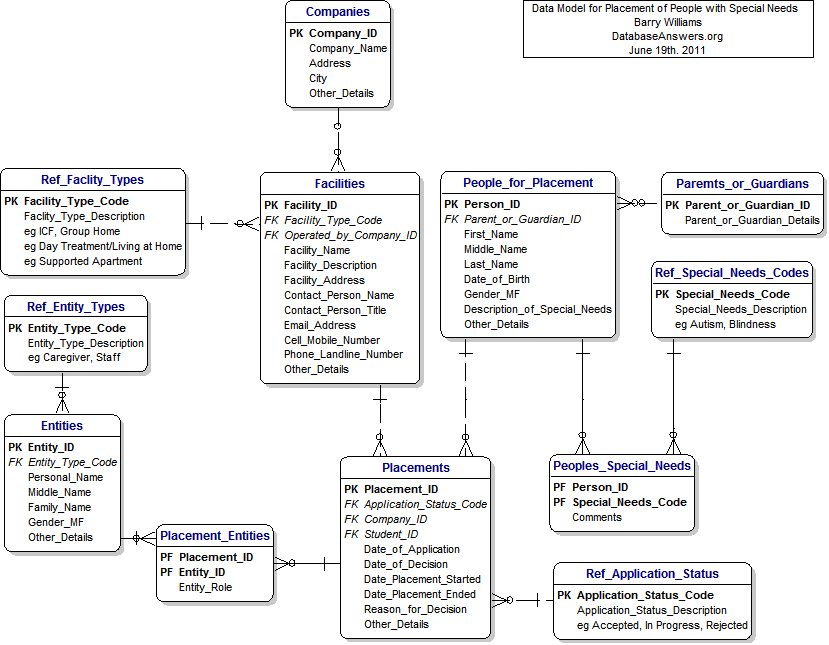 Companies
PK Company_ID
Company_Name
Address
City
Other_Details
Data Model for Placement of People with Special Needs
Barry Williams
DatabaseAnswers.org
June 19th. 2011
Ref_Faclity_Types
PK Facility_Type_Code
Faclity_Type_Description
eg ICF, Group Home
eg Day Treatment/Living at Home
eg Supported Apartment
Facilities
PK Facility_ID
FK Facility_Type_Code
FK Operated_by_Company_ID
Facility_Name
Facility_Description
Facility_Address
Contact_Person_Name
Contact_Person_Title
Email_Address
Cell_Mobile_Number
Phone_Landline_Number
Other_Details
People_for_Placement
PK Person_ID
FK Parent_or_Guardian_ID
First_Name
Middle_Name
Last_Name
Date_of_Birth
Gender_MF
Description_of_Special_Needs
Other_Details
Paremts_or_Guardians
PK Parent_or_Guardian_ID
Parent_or_Guardian_Details
Ref_Special_Needs_Codes
PK Special_Needs_Code
Special_Needs_Description
eg Autism, Blindness
Ref_Entity_Types
PK Entity_Type_Code
Entity_Type_Description
eg Caregiver, Staff
Entities
PK Entity_ID
FK Entity_Type_Code
Personal_Name
Middle_Name
Family_Name
Gender_MF
Other_Details
Placement_Entities
PF Placement_ID
PF Entity_ID
Entity_Role
Placements
PK Placement_ID
FK Application_Status_Code
FK Company_ID
FK Student_ID
Date_of_Application
Date_of_Decision
Date_Placement_Started
Date_Placement_Ended
Reason_for_Decision
Other_Details
Peoples_Special_Needs
PF Person_ID
PF Special_Needs_Code
Comments
Ref_Application_Status
PK Application_Status_Code
Application_Status_Description
eg Accepted, In Progress, Rejected